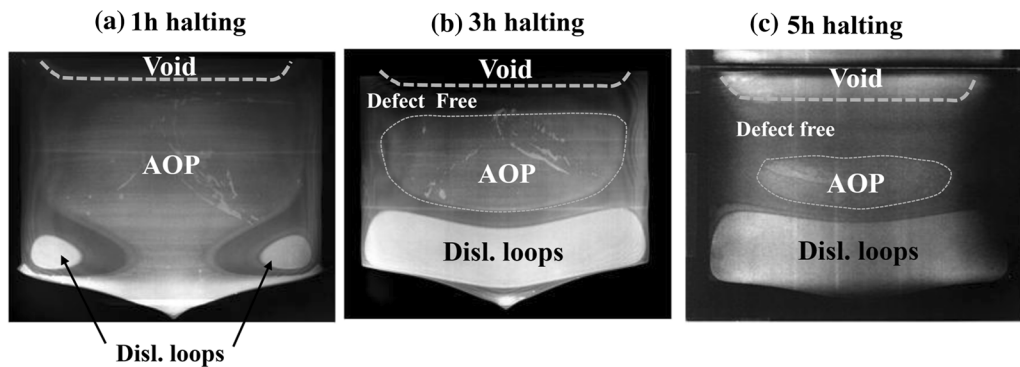 (a) 1h halting
Void
AOP
Disl. loops
(b) 3h halting
Void
Defect Free
AOP
Disl. loops
(c) 5h halting
Void
Defect free
AOP
Disl. loops